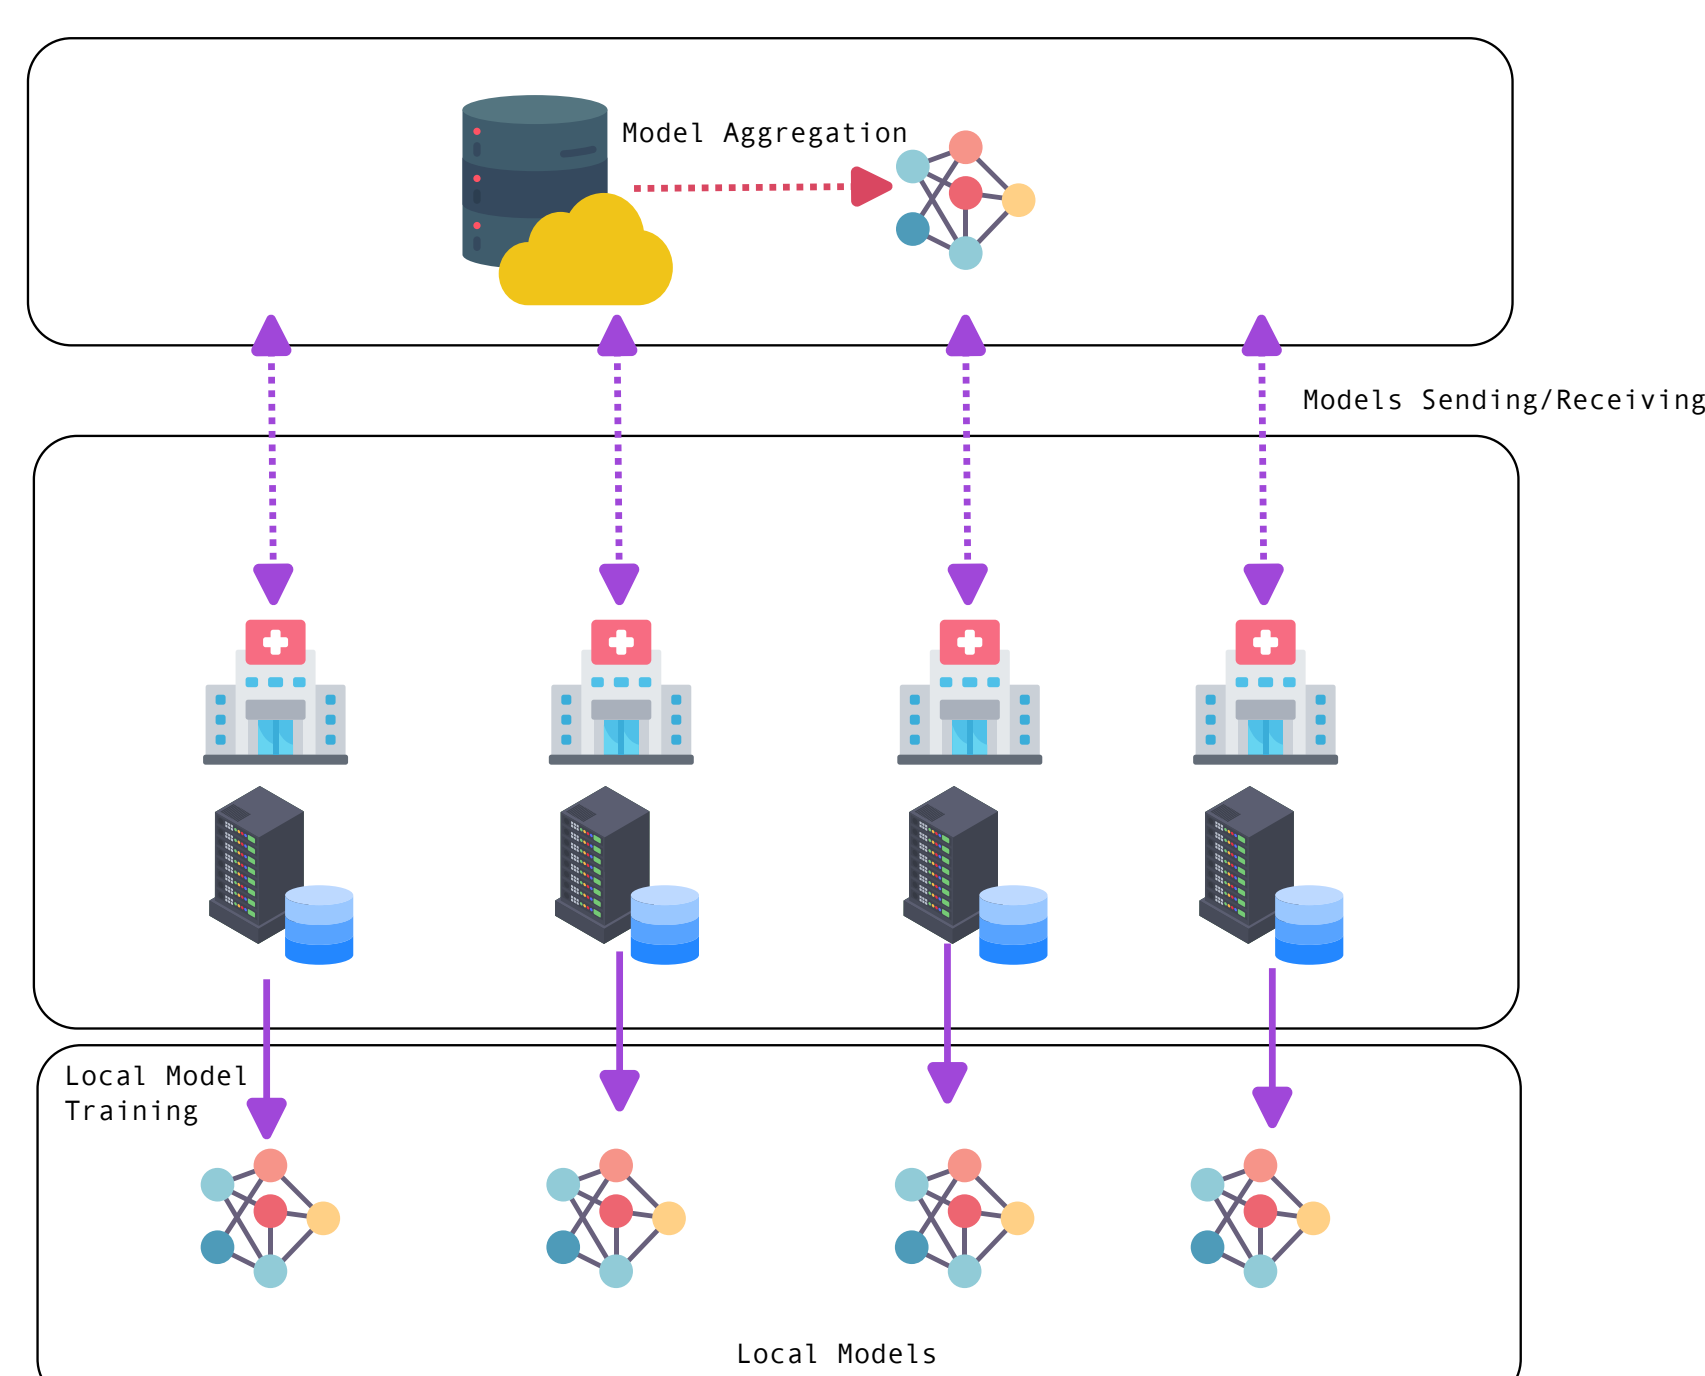 Model Aggregation
Models Sending/Receiving
Local Model
Training
Local Models